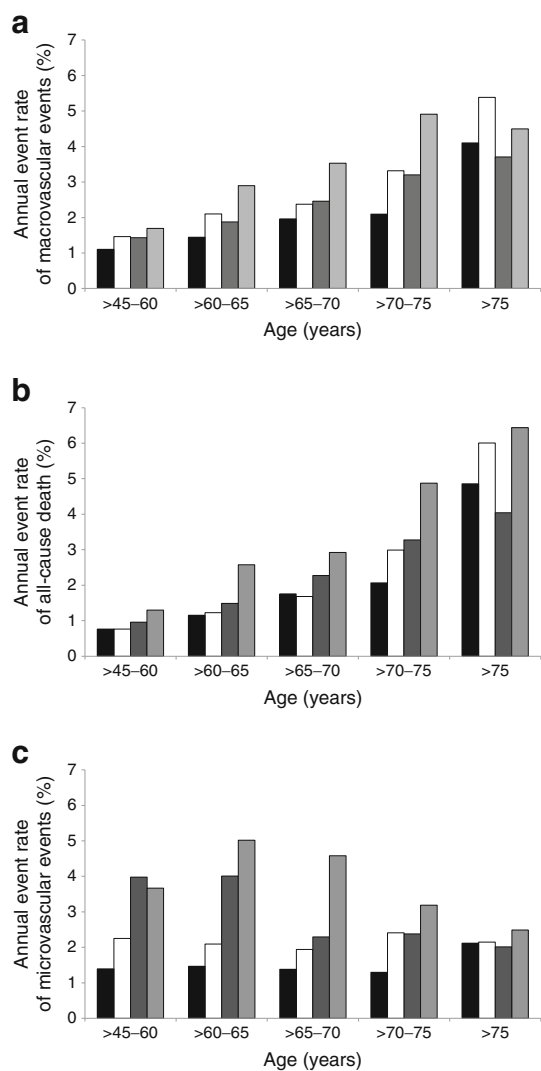 a
Annual event rate
of macrovascular events (%)
7
6
5
4
3
2
1
0
>45–60 >60–65 >65–70 >70–75 >75
Age (years)
b
Annual event rate
of all-cause death (%)
7
6
5
4
3
2
1
0
>45–60 >60–65 >65–70 >70–75 >75
Age (years)
c
Annual event rate
of microvascular events (%)
7
6
5
4
3
2
1
0
>45–60 >60–65 >65–70 >70–75 >75
Age (years)